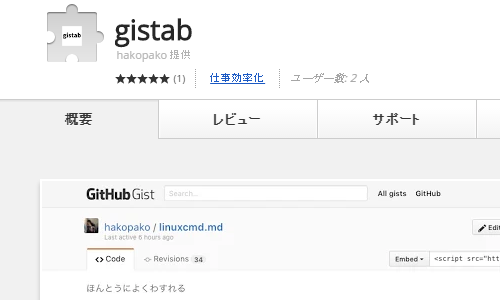 gistab
gistab
hakopako 提供
★★★★★ (1)
仕事効率化
ユーザー数: 2 人
概要
レビュー
サポート
GitHub Gist
Search...
All gists
GitHub
hakopako / linuxcmd.md
Last active 6 hours ago
Edit
<> Code
Revisions 34
Embed
<script src="htt
ほんとうによくわすれる